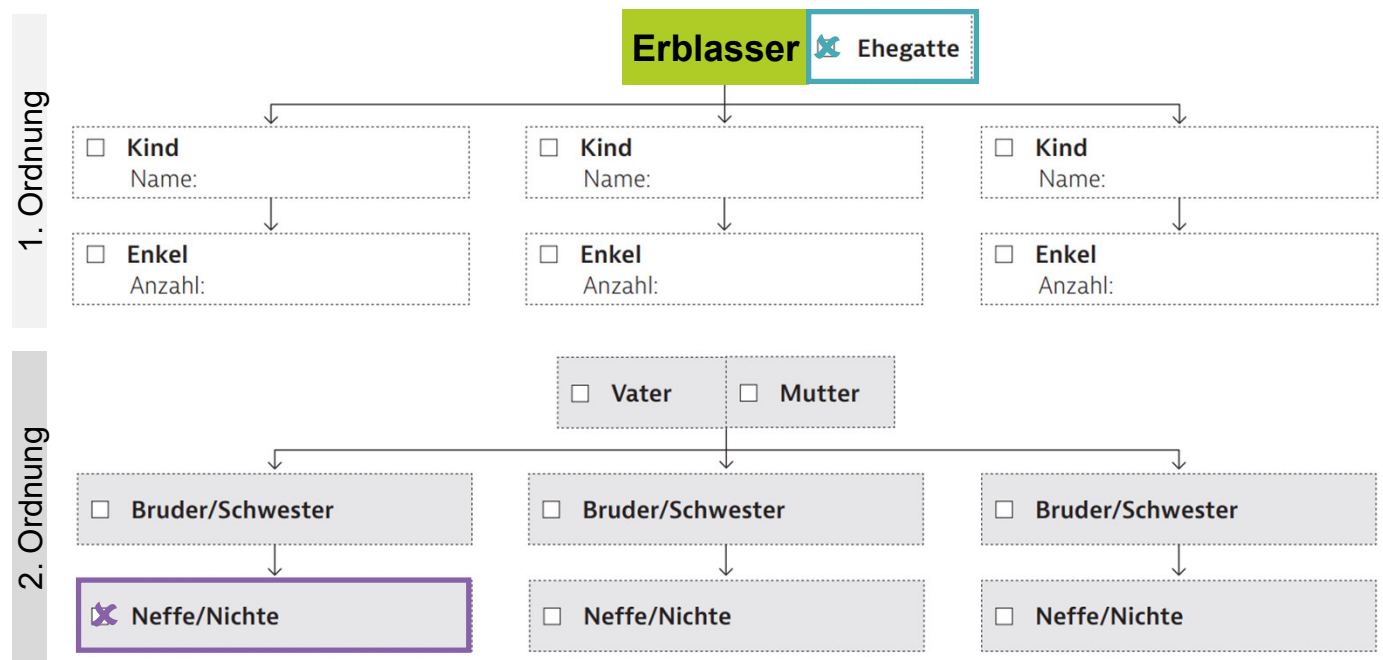 Erblasser
Ehegatte
1. Ordnung
Kind
Name:
Kind
Name:
Kind
Name:
Enkel
Anzahl:
Enkel
Anzahl:
Enkel
Anzahl:
2. Ordnung
Vater
Mutter
Bruder/Schwester
Bruder/Schwester
Bruder/Schwester
Neffe/Nichte
Neffe/Nichte
Neffe/Nichte